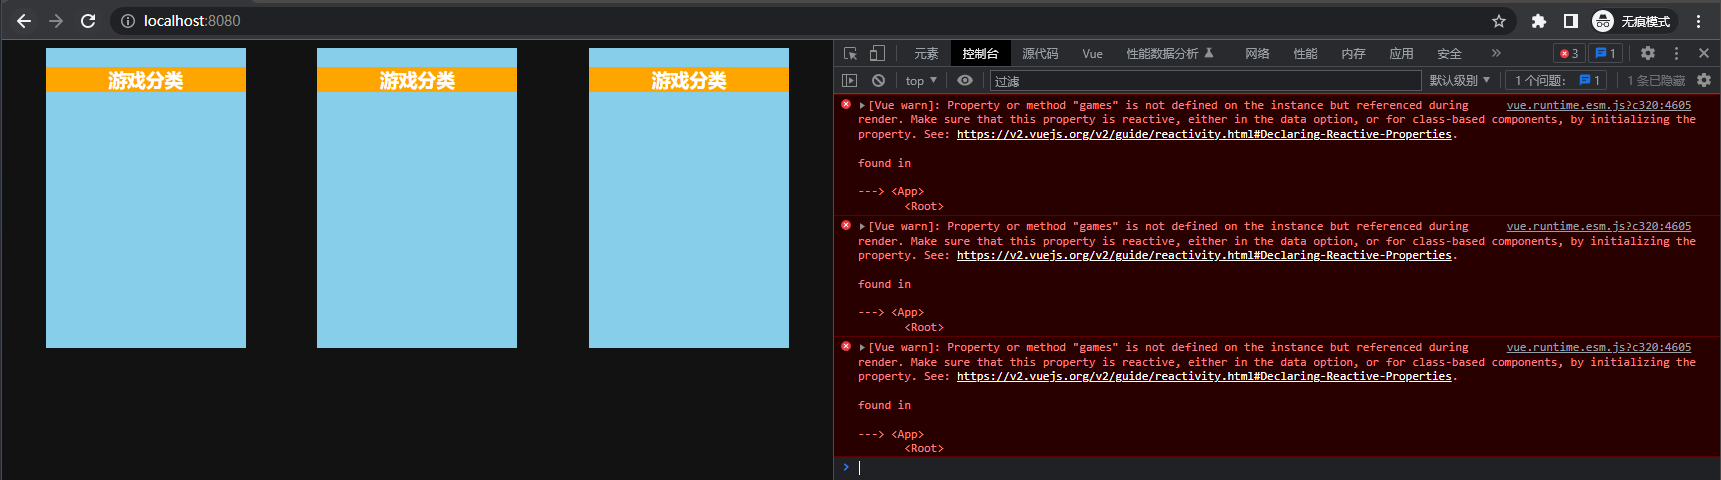 localhost:8080
无痕模式
游戏分类
游戏分类
游戏分类
元素 控制台 源代码 Vue 性能数据分析 网络 性能 内存 应用 安全 » 3 1
top ▼ 过滤 默认级别 ▼ 1 个问题: 1 1 条已隐藏
▶[Vue warn]: Property or method "games" is not defined on the instance but referenced during vue.runtime.esm.js?c320:4605
render. Make sure that this property is reactive, either in the data option, or for class-based components, by initializing the
property. See: https://v2.vuejs.org/v2/guide/reactivity.html#Declaring-Reactive-Properties.
found in
---> <App>
<Root>
▶[Vue warn]: Property or method "games" is not defined on the instance but referenced during vue.runtime.esm.js?c320:4605
render. Make sure that this property is reactive, either in the data option, or for class-based components, by initializing the
property. See: https://v2.vuejs.org/v2/guide/reactivity.html#Declaring-Reactive-Properties.
found in
---> <App>
<Root>
▶[Vue warn]: Property or method "games" is not defined on the instance but referenced during vue.runtime.esm.js?c320:4605
render. Make sure that this property is reactive, either in the data option, or for class-based components, by initializing the
property. See: https://v2.vuejs.org/v2/guide/reactivity.html#Declaring-Reactive-Properties.
found in
---> <App>
<Root>